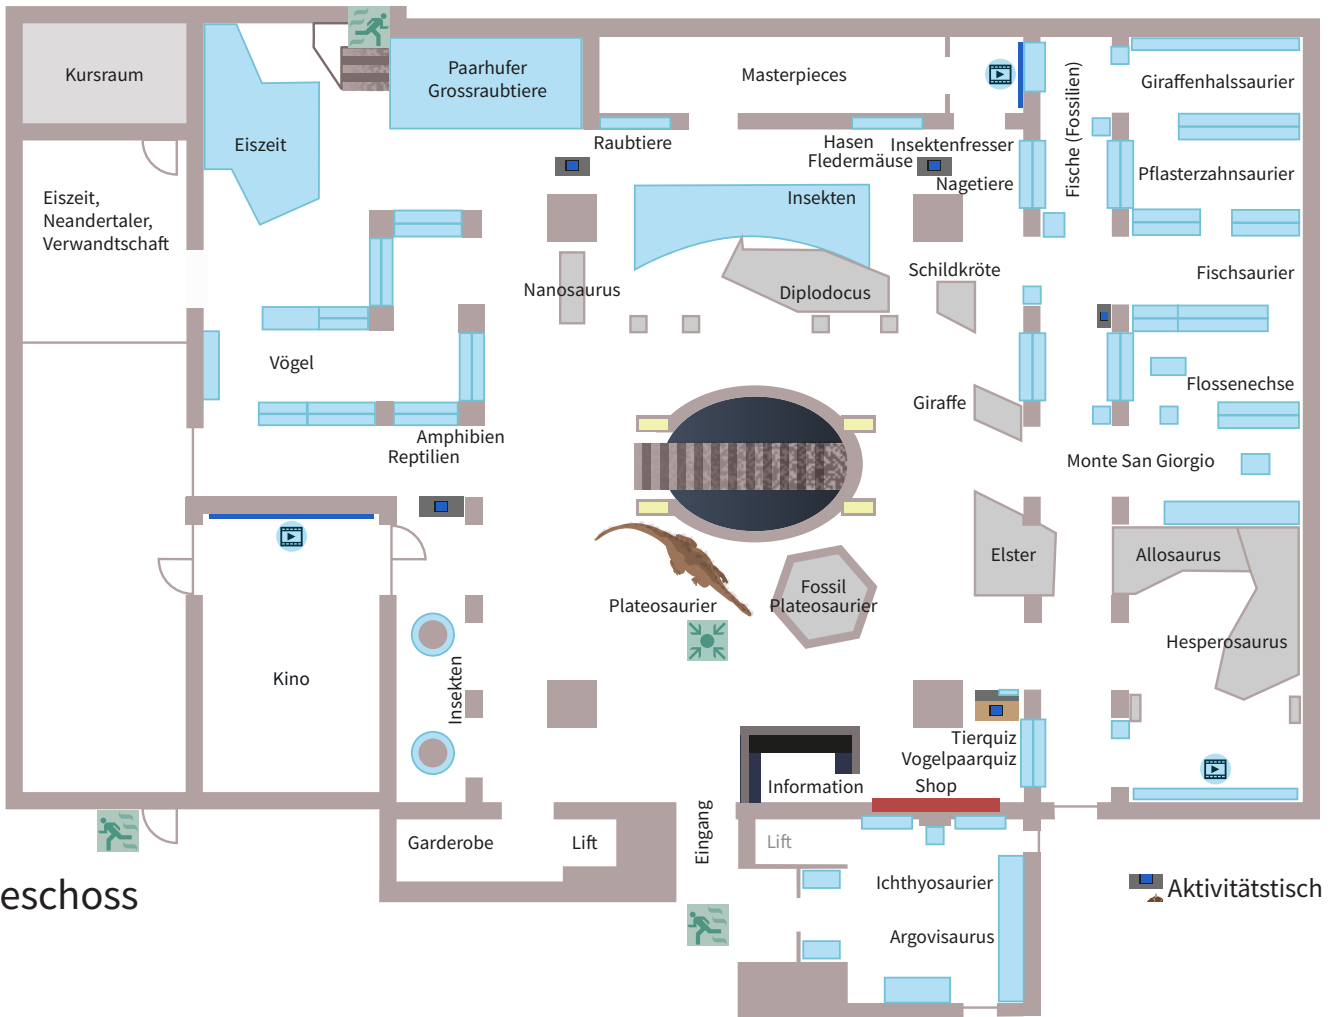 Kursraum
Eiszeit
Paarhufer
Grossraubtiere
Masterpieces
Fische (Fossilien)
Giraffenhalssaurier
Raubtiere
Hasen
Fledermäuse
Insektenfresser
Nagetiere
Pflasterzahnsaurier
Eiszeit,
Neandertaler,
Verwandtschaft
Insekten
Nanosaurus
Diplodocus
Schildkröte
Fischsaurier
Vögel
Giraffe
Flossenechse
Amphibien
Reptilien
Monte San Giorgio
Elster
Allosaurus
Plateosaurier
Fossil
Plateosaurier
Hesperosaurus
Kino
Insekten
Tierquiz
Vogelpaarquiz
Information
Shop
Garderobe
Lift
Eingang
Lift
Ichthyosaurier
Argovisaurus
eschoss
Aktivitätstisch